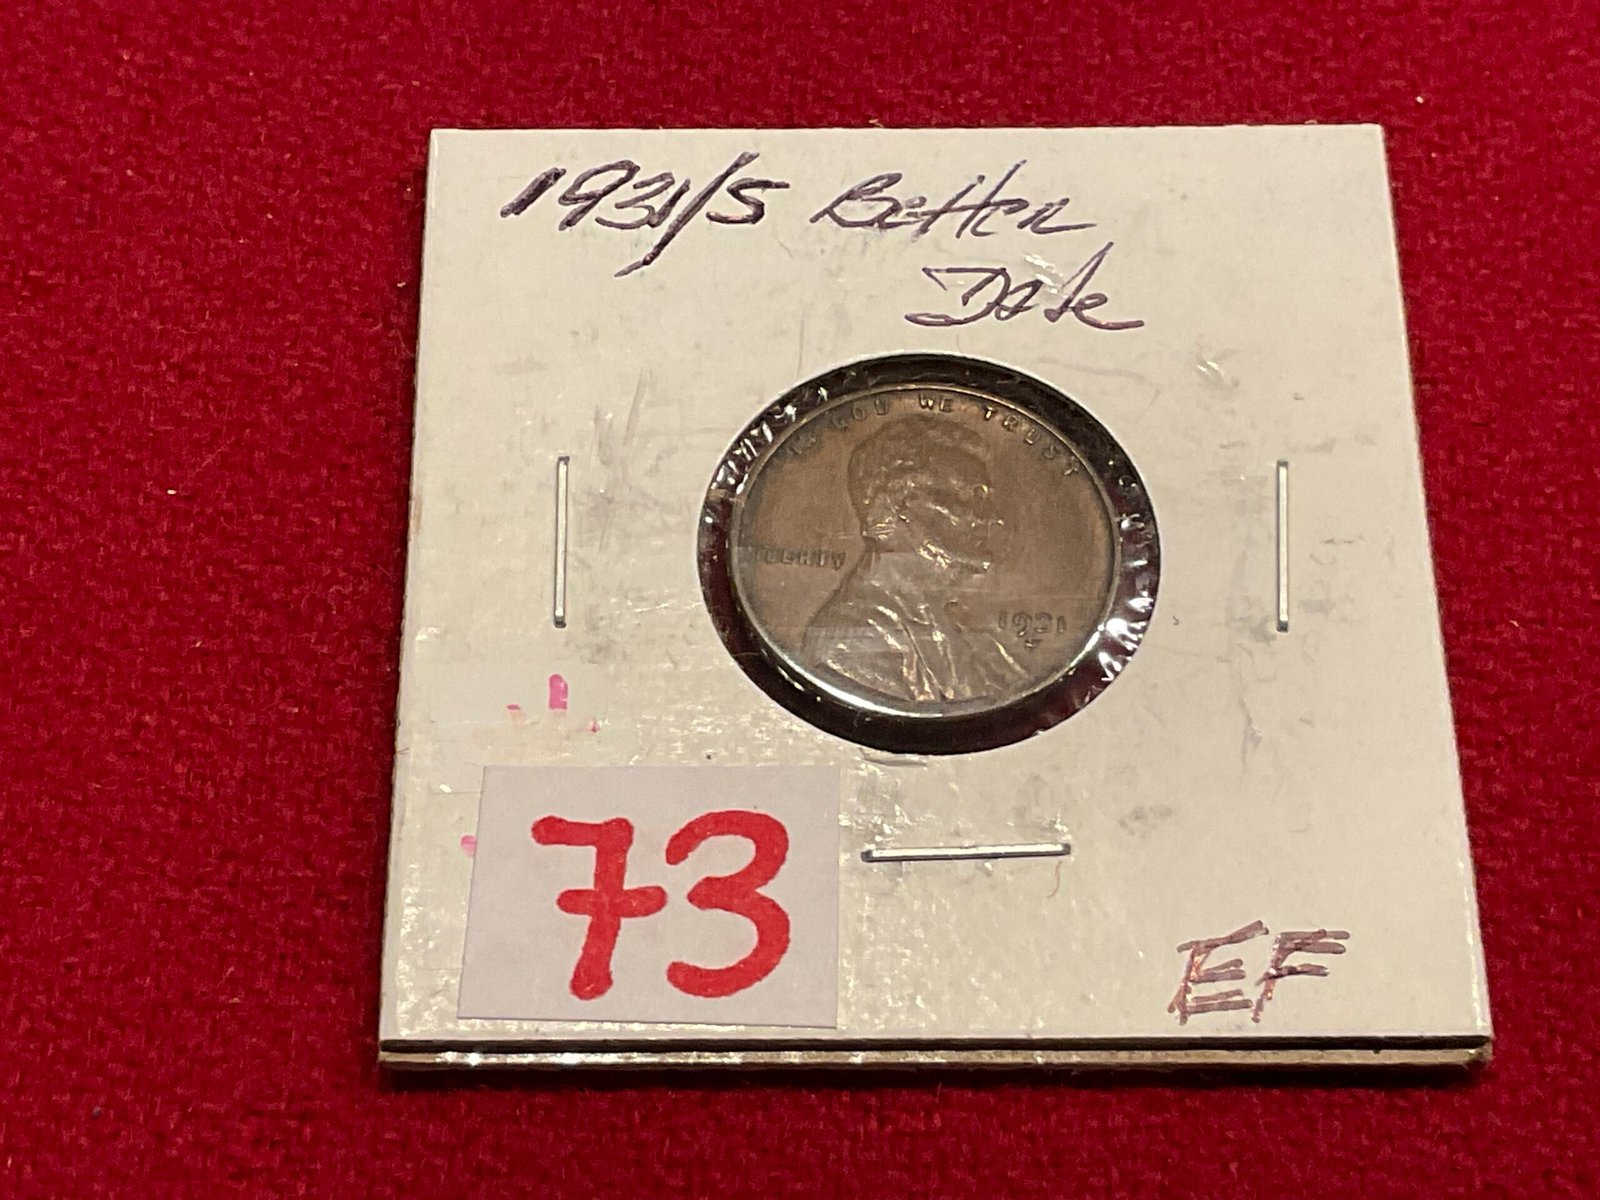 1931/S Better
Date
IN GOD WE TRUST
LIBERTY
1931
S
73
EF